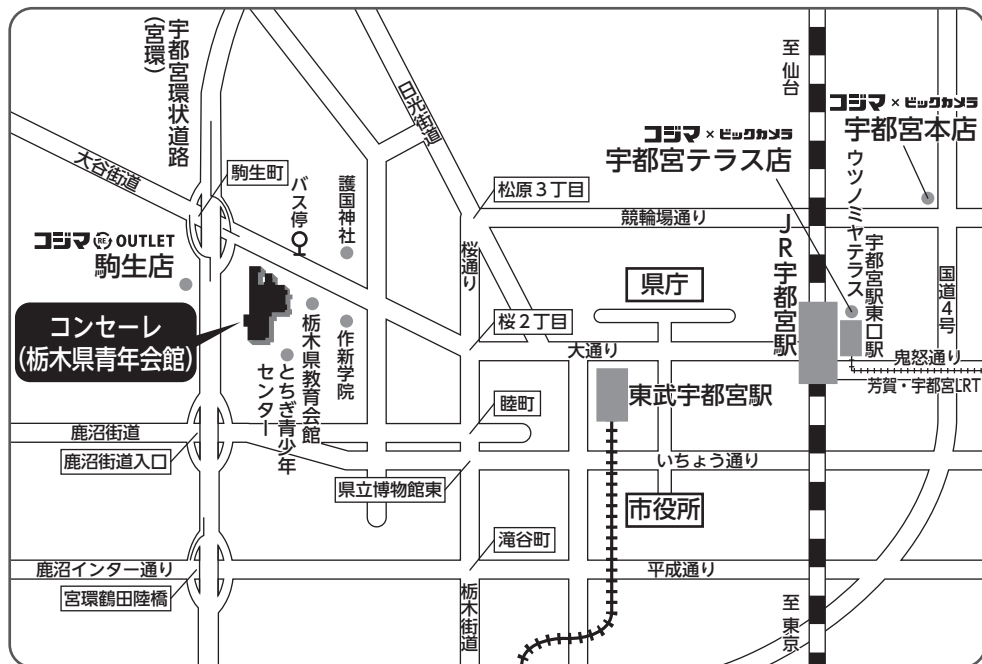 宇都宮環状道路
(宮環)
大谷街道
駒生町
バス停
護国神社
日光街道
松原3丁目
競輪場通り
桜通り
至 仙台
コジマ×ビックカメラ
宇都宮本店
コジマ×ビックカメラ
宇都宮テラス店
ウツノミヤテラス
宇都宮駅東口駅
JR宇都宮駅
国道4号
コジマ RE OUTLET
駒生店
コンセーレ
(栃木県青年会館)
県庁
桜2丁目
大通り
鬼怒通り
芳賀・宇都宮LRT
作新学院
栃木県教育会館
とちぎ青少年
センター
東武宇都宮駅
睦町
鹿沼街道
鹿沼街道入口
県立博物館東
いちょう通り
市役所
滝谷町
鹿沼インター通り
平成通り
宮環鶴田陸橋
栃木街道
至 東京